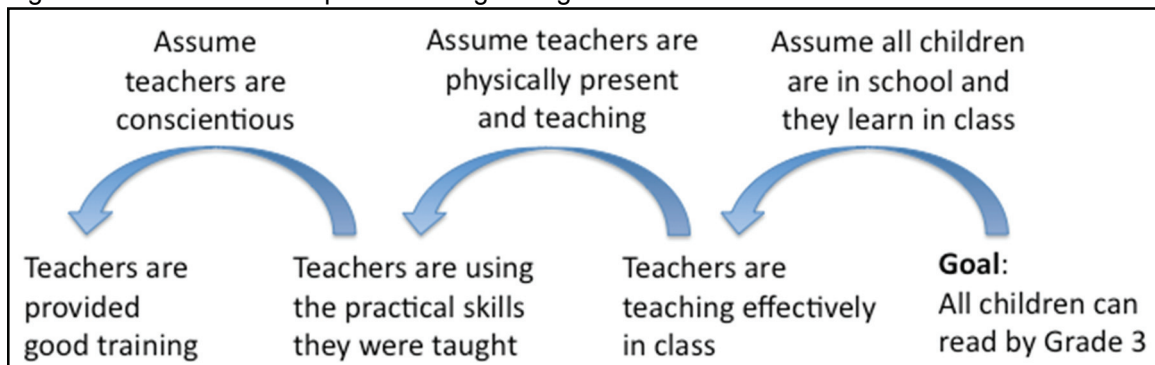 Assume
teachers are
conscientious
Assume teachers are
physically present
and teaching
Assume all children
are in school and
they learn in class
Teachers are
provided
good training
Teachers are using
the practical skills
they were taught
Teachers are
teaching effectively
in class
Goal:
All children can
read by Grade 3